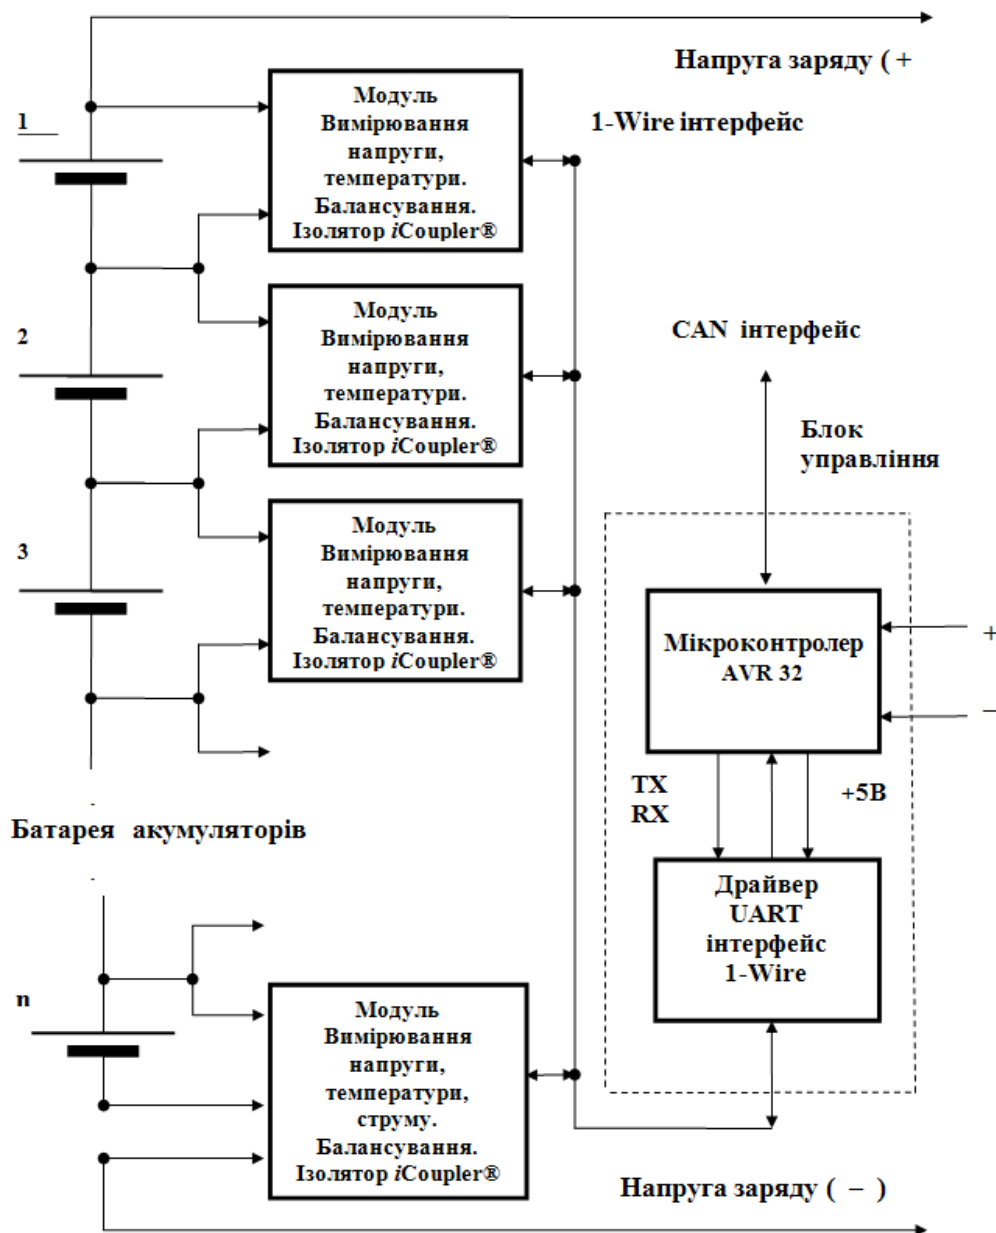 Напруга заряду ( +
1
Модуль
Вимірювання
напруги,
температури.
Балансування.
Ізолятор iCoupler®
1-Wire інтерфейс
2
Модуль
Вимірювання
напруги,
температури.
Балансування.
Ізолятор iCoupler®
CAN інтерфейс
Блок
управління
3
Модуль
Вимірювання
напруги,
температури.
Балансування.
Ізолятор iCoupler®
Мікроконтролер
AVR 32
+
–
TX
RX
+5В
Батарея акумуляторів
Драйвер
UART
інтерфейс
1-Wire
n
Модуль
Вимірювання
напруги,
температури,
струму.
Балансування.
Ізолятор iCoupler®
Напруга заряду ( – )